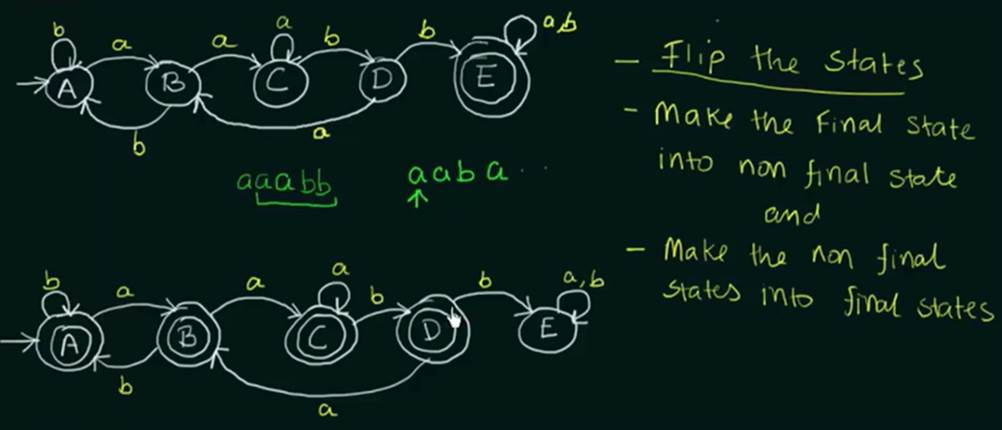 b a a a b b a,b
A B C D E
b a
aaabb aaba..
b a a a b b a,b
A B C D E
b a
- Flip the States
- Make the Final State
into non final state
and
- Make the non final
states into final states